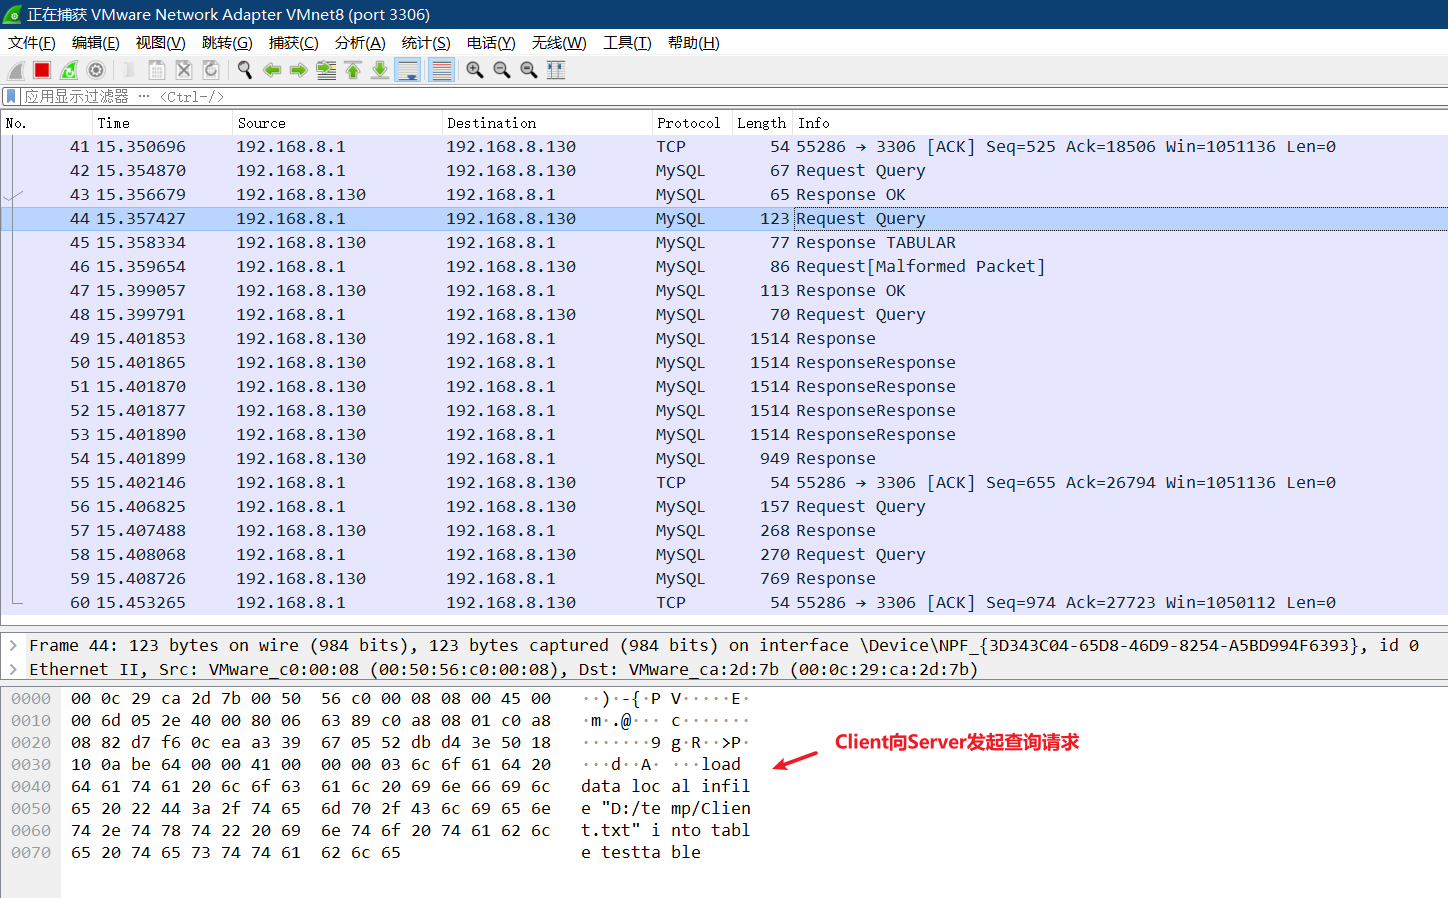 正在捕获 VMware Network Adapter VMnet8 (port 3306)
文件(F) 编辑(E) 视图(V) 跳转(G) 捕获(C) 分析(A) 统计(S) 电话(Y) 无线(W) 工具(T) 帮助(H)
应用显示过滤器 … <Ctrl-/>
No. Time Source Destination Protocol Length Info
41 15.350696 192.168.8.1 192.168.8.130 TCP 54 55286 → 3306 [ACK] Seq=525 Ack=18506 Win=1051136 Len=0
42 15.354870 192.168.8.1 192.168.8.130 MySQL 67 Request Query
43 15.356679 192.168.8.130 192.168.8.1 MySQL 65 Response OK
44 15.357427 192.168.8.1 192.168.8.130 MySQL 123 Request Query
45 15.358334 192.168.8.130 192.168.8.1 MySQL 77 Response TABULAR
46 15.359654 192.168.8.1 192.168.8.130 MySQL 86 Request[Malformed Packet]
47 15.399057 192.168.8.130 192.168.8.1 MySQL 113 Response OK
48 15.399791 192.168.8.1 192.168.8.130 MySQL 70 Request Query
49 15.401853 192.168.8.130 192.168.8.1 MySQL 1514 Response
50 15.401865 192.168.8.130 192.168.8.1 MySQL 1514 ResponseResponse
51 15.401870 192.168.8.130 192.168.8.1 MySQL 1514 ResponseResponse
52 15.401877 192.168.8.130 192.168.8.1 MySQL 1514 ResponseResponse
53 15.401890 192.168.8.130 192.168.8.1 MySQL 1514 ResponseResponse
54 15.401899 192.168.8.130 192.168.8.1 MySQL 949 Response
55 15.402146 192.168.8.1 192.168.8.130 TCP 54 55286 → 3306 [ACK] Seq=655 Ack=26794 Win=1051136 Len=0
56 15.406825 192.168.8.1 192.168.8.130 MySQL 157 Request Query
57 15.407488 192.168.8.130 192.168.8.1 MySQL 268 Response
58 15.408068 192.168.8.1 192.168.8.130 MySQL 270 Request Query
59 15.408726 192.168.8.130 192.168.8.1 MySQL 769 Response
60 15.453265 192.168.8.1 192.168.8.130 TCP 54 55286 → 3306 [ACK] Seq=974 Ack=27723 Win=1050112 Len=0
Frame 44: 123 bytes on wire (984 bits), 123 bytes captured (984 bits) on interface \Device\NPF_{3D343C04-65D8-46D9-8254-A5BD994F6393}, id 0
Ethernet II, Src: VMware_c0:00:08 (00:50:56:c0:00:08), Dst: VMware_ca:2d:7b (00:0c:29:ca:2d:7b)
0000 00 0c 29 ca 2d 7b 00 50 56 c0 00 08 08 00 45 00 ··)·-{·P V·····E·
0010 00 6d 05 2e 40 00 80 06 63 89 c0 a8 08 01 c0 a8 ·m·.@··· c·······
0020 08 82 d7 f6 0c ea a3 39 67 05 52 db d4 3e 50 18 ·······9 g·R··>P·
0030 10 0a be 64 00 00 41 00 00 00 03 6c 6f 61 64 20 ···d··A· ···load
0040 64 61 74 61 20 6c 6f 63 61 6c 20 69 6e 66 69 6c data loc al infil
0050 65 20 22 44 3a 2f 74 65 6d 70 2f 43 6c 69 65 6e e "D:/te mp/Clien
0060 74 2e 74 78 74 22 20 69 6e 74 6f 20 74 61 62 6c t.txt" i nto tabl
0070 65 20 74 65 73 74 74 61 62 6c 65 e testta ble
Client向Server发起查询请求